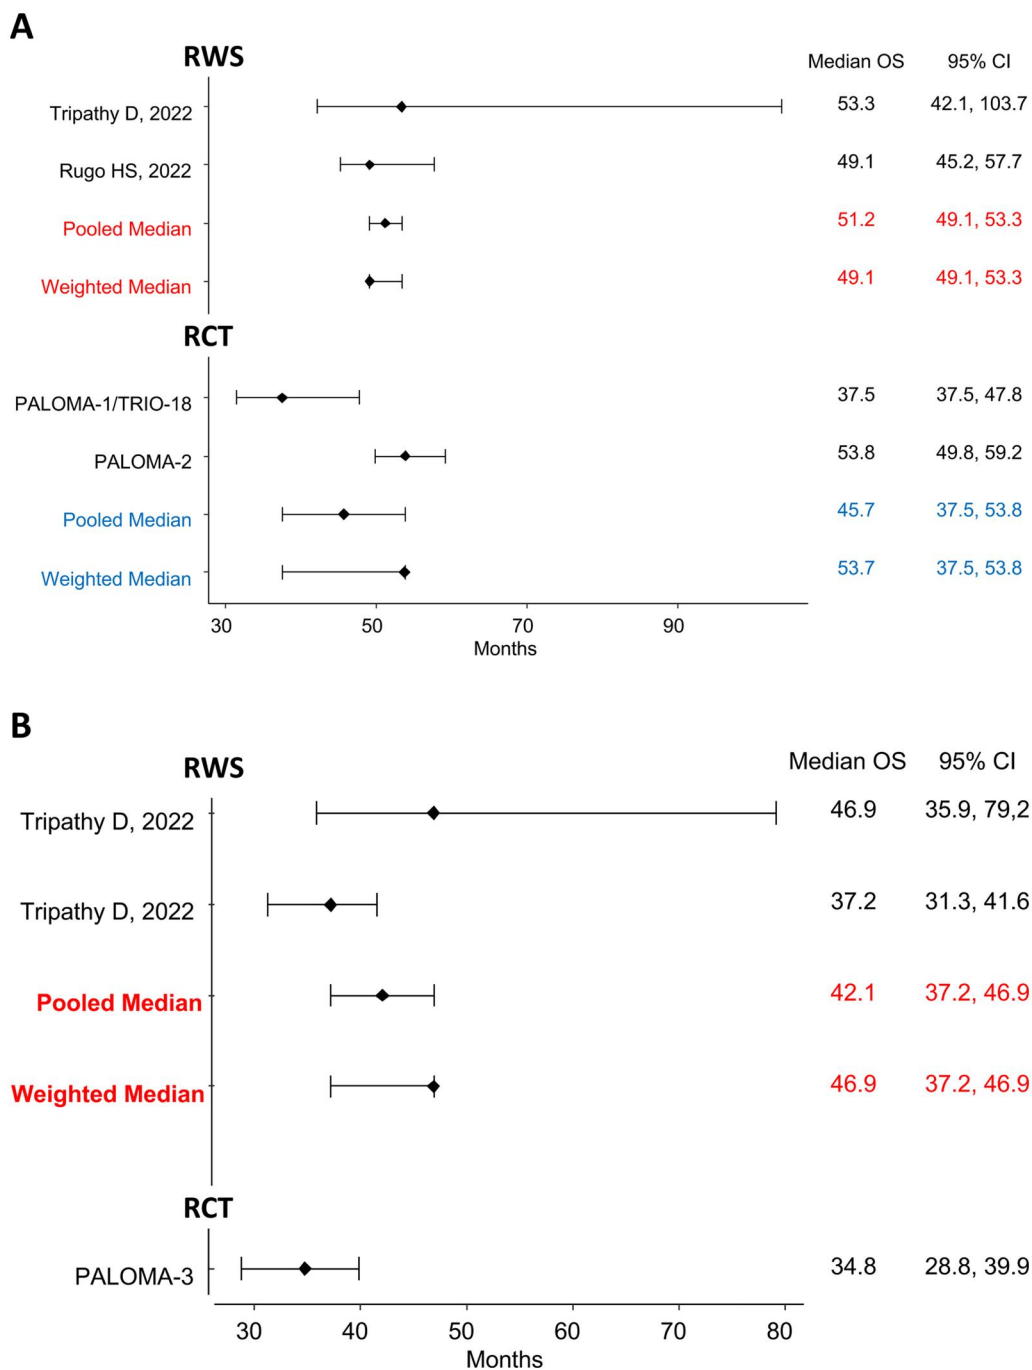 A
RWS
Median OS 95% CI
Tripathy D, 2022 53.3 42.1, 103.7
Rugo HS, 2022 49.1 45.2, 57.7
Pooled Median 51.2 49.1, 53.3
Weighted Median 49.1 49.1, 53.3
RCT
PALOMA-1/TRIO-18 37.5 37.5, 47.8
PALOMA-2 53.8 49.8, 59.2
Pooled Median 45.7 37.5, 53.8
Weighted Median 53.7 37.5, 53.8
30 50 70 90
Months
B
RWS
Median OS 95% CI
Tripathy D, 2022 46.9 35.9, 79,2
Tripathy D, 2022 37.2 31.3, 41.6
Pooled Median 42.1 37.2, 46.9
Weighted Median 46.9 37.2, 46.9
RCT
PALOMA-3 34.8 28.8, 39.9
30 40 50 60 70 80
Months